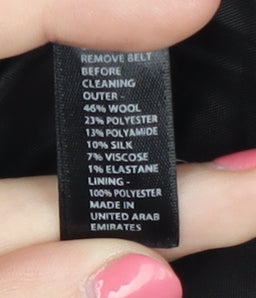 REMOVE BELT
BEFORE
CLEANING
OUTER -
46% WOOL
23% POLYESTER
13% POLYAMIDE
10% SILK
7% VISCOSE
1% ELASTANE
LINING -
100% POLYESTER
MADE IN
UNITED ARAB
EMIRATES